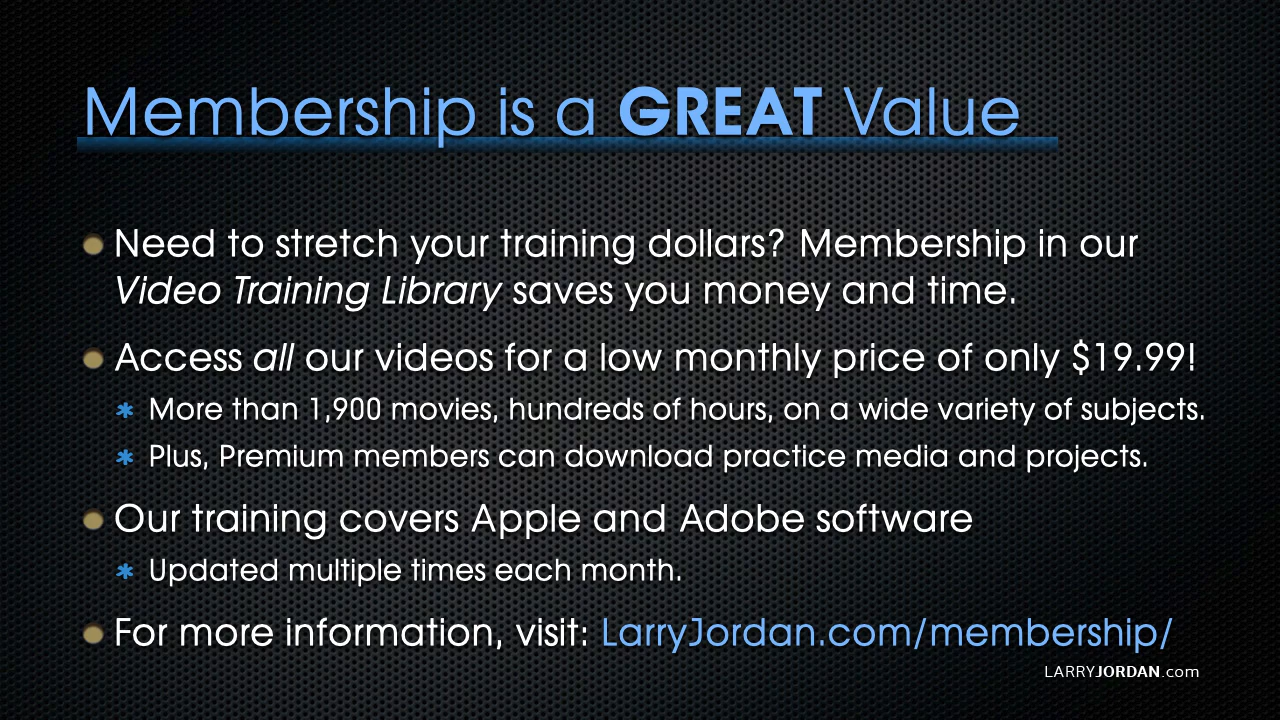 Membership is a GREAT Value
Need to stretch your training dollars? Membership in our
Video Training Library saves you money and time.
Access all our videos for a low monthly price of only $19.99!
More than 1,900 movies, hundreds of hours, on a wide variety of subjects.
Plus, Premium members can download practice media and projects.
Our training covers Apple and Adobe software
Updated multiple times each month.
For more information, visit: LarryJordan.com/membership/
LARRYJORDAN.com